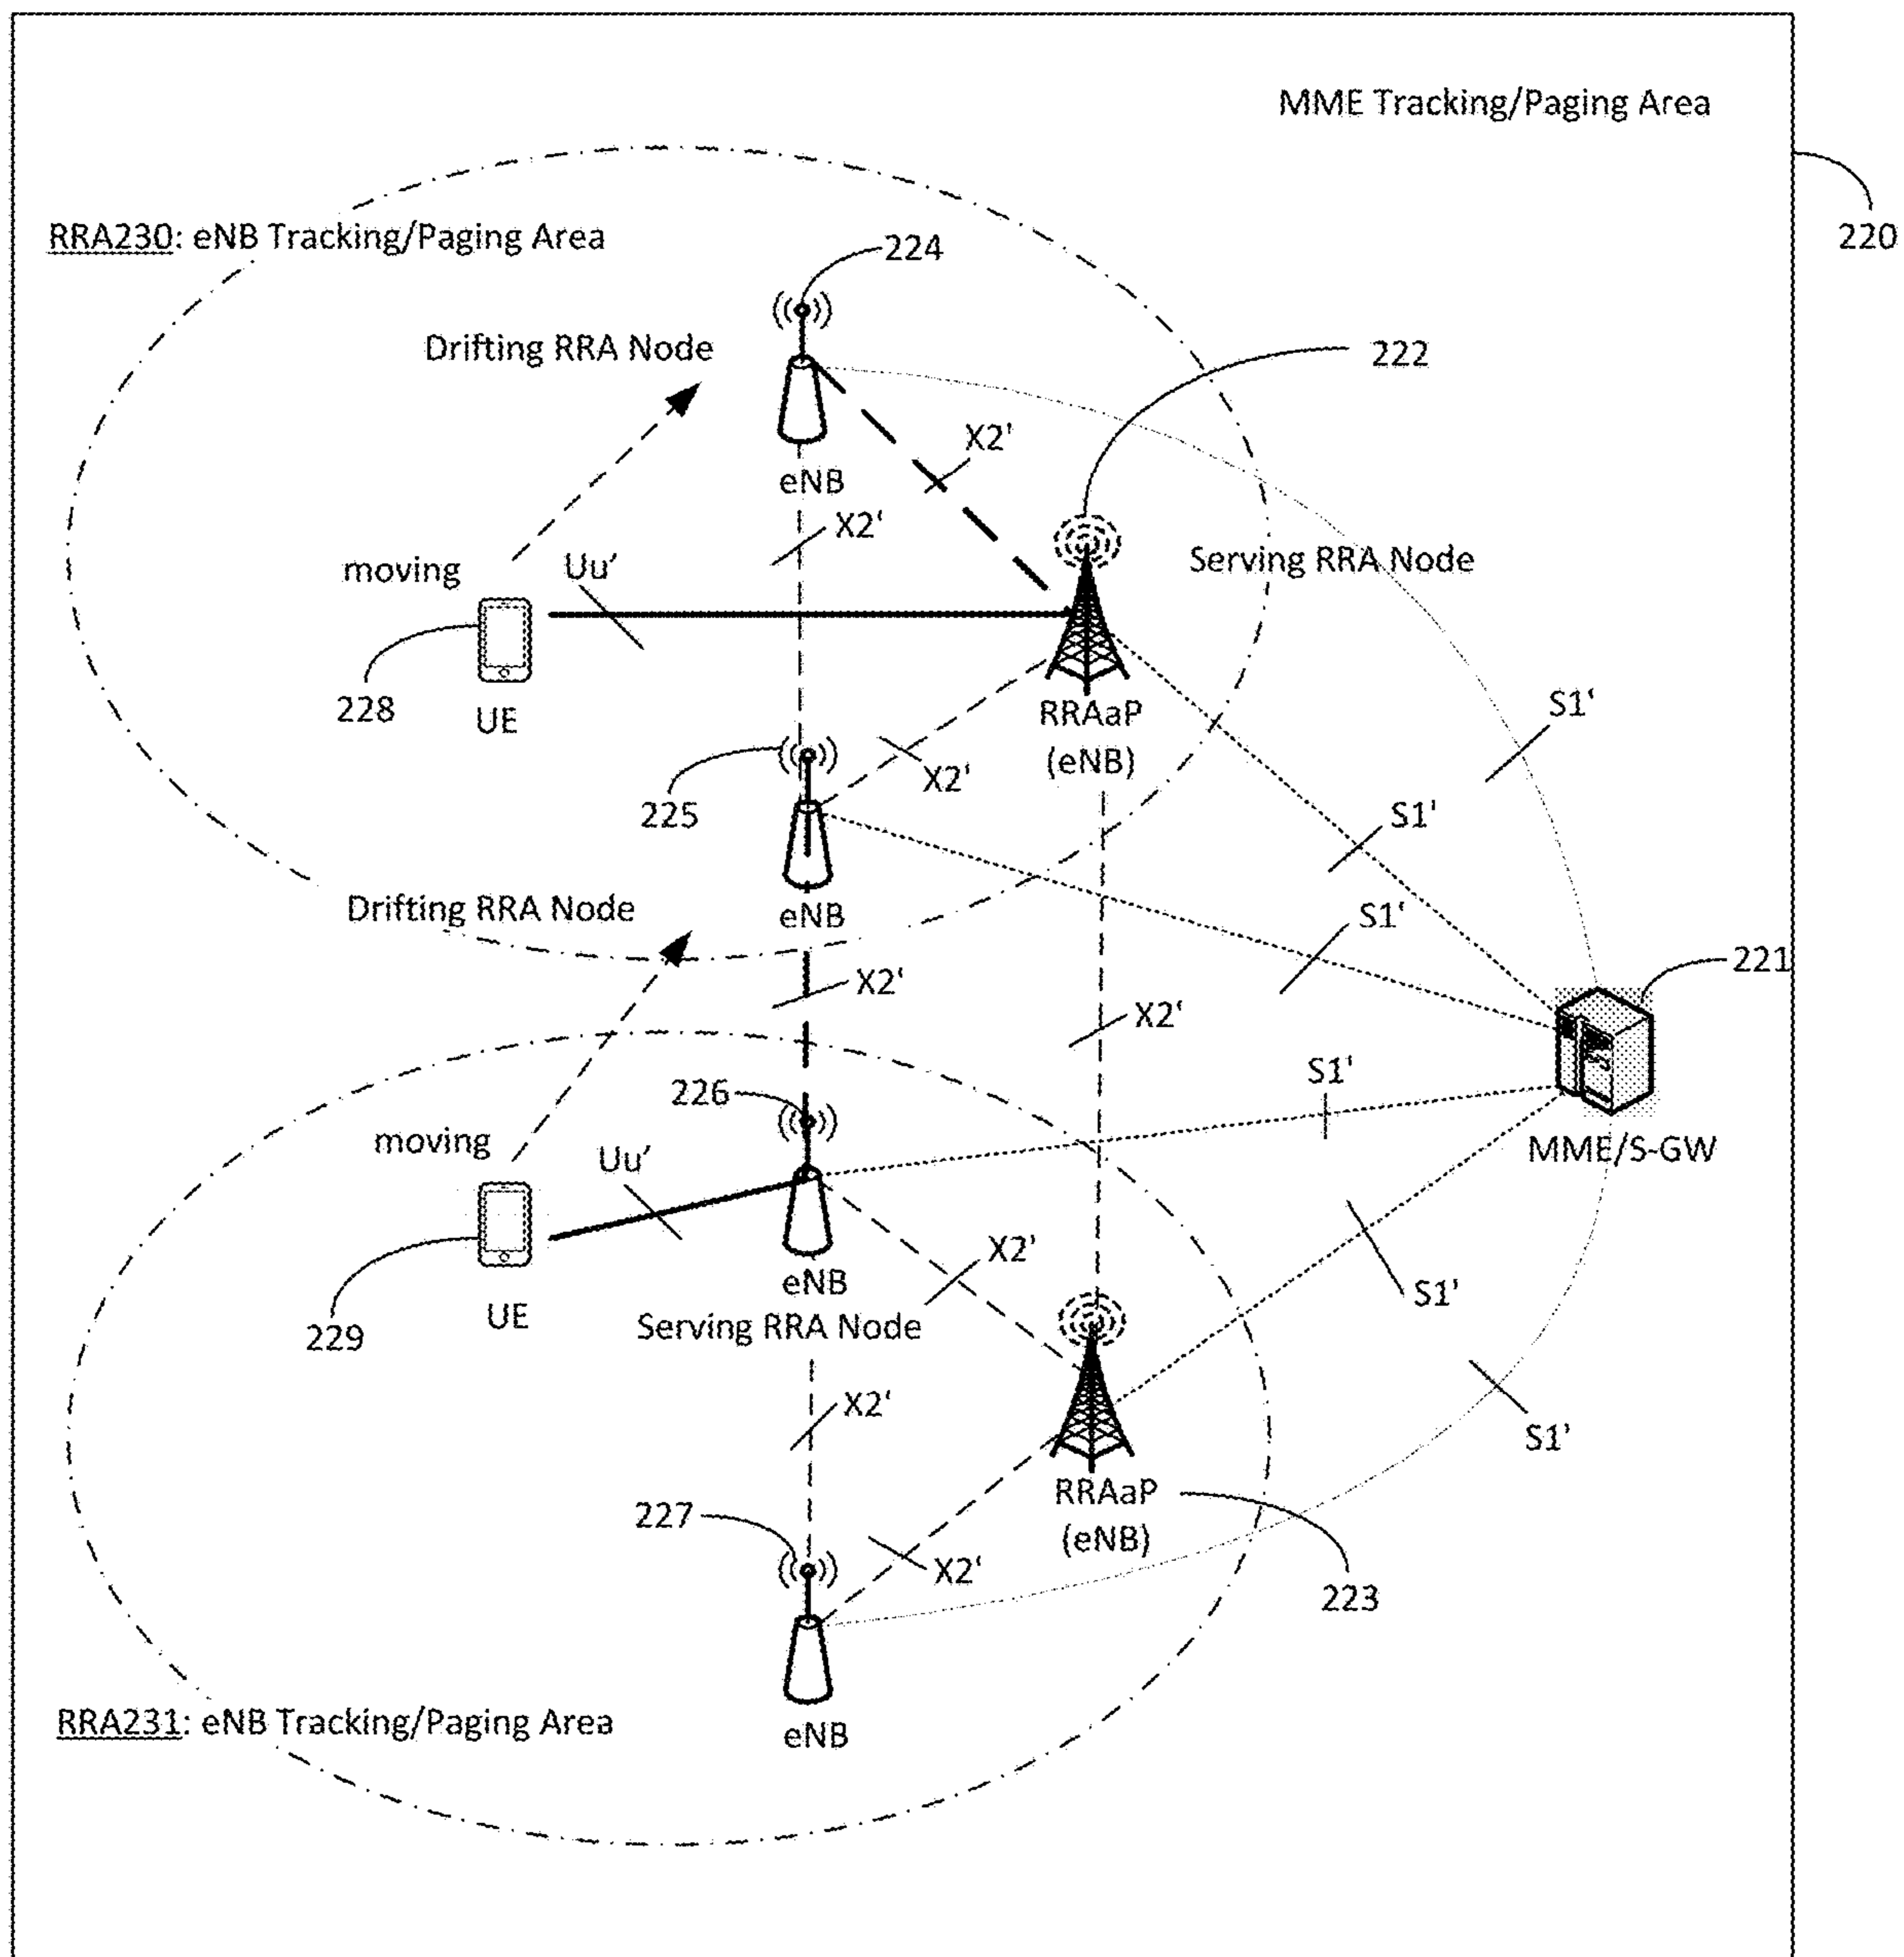 MME Tracking/Paging Area
220
RRA230: eNB Tracking/Paging Area
224
Drifting RRA Node
222
X2'
eNB
X2'
Serving RRA Node
moving
Uu'
228
UE
RRAaP
(eNB)
S1'
X2'
225
S1'
Drifting RRA Node
eNB
S1'
221
X2'
X2'
S1'
226
moving
Uu'
MME/S-GW
X2'
eNB
S1'
229
UE
Serving RRA Node
X2'
S1'
RRAaP
(eNB)
227
X2'
223
RRA231: eNB Tracking/Paging Area
eNB